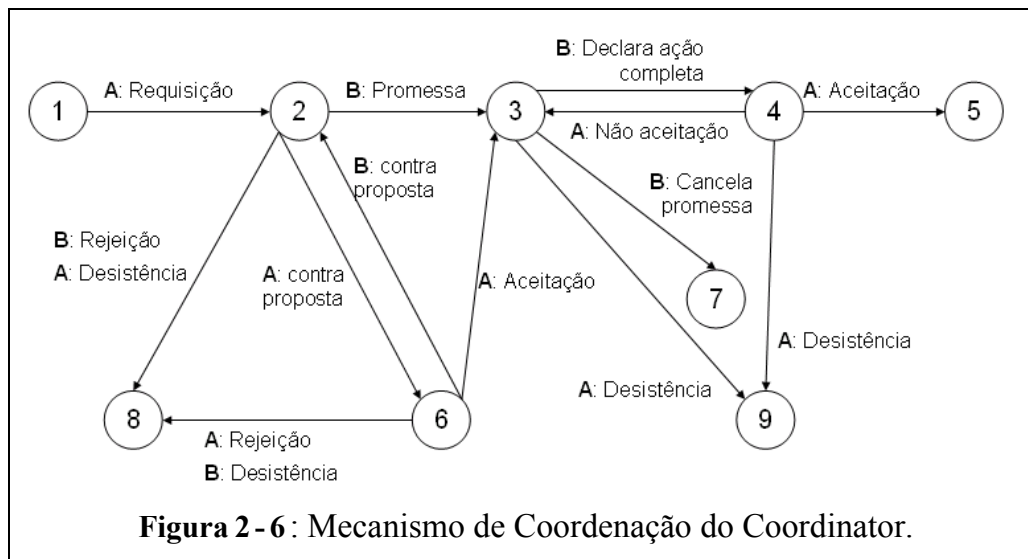 B: Declara ação
completa
1
A: Requisição
2
B: Promessa
3
4
A: Aceitação
5
A: Não aceitação
B: contra
proposta
B: Cancela
promessa
B: Rejeição
A: Desistência
A: contra
proposta
A: Aceitação
7
A: Desistência
A: Desistência
8
6
9
A: Rejeição
B: Desistência
Figura 2-6: Mecanismo de Coordenação do Coordinator.